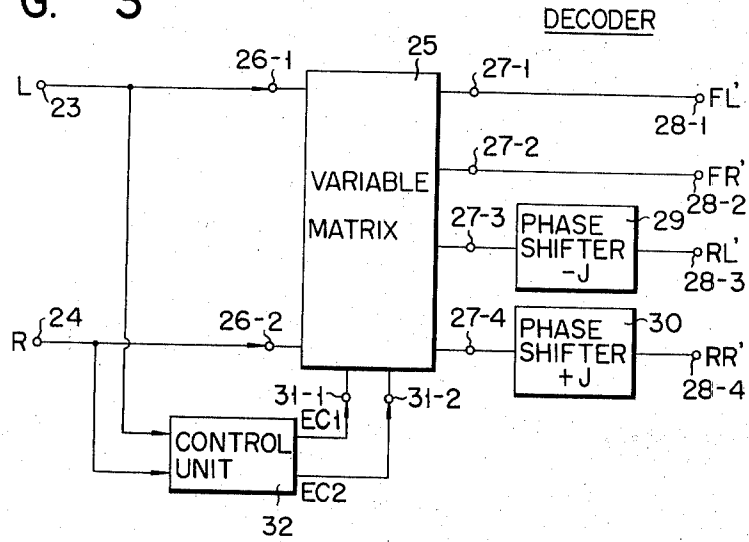 G. 3
DECODER
25
26-1
27-1
L
23
FL'
28-1
27-2
FR'
28-2
VARIABLE
MATRIX
27-3
PHASE
SHIFTER
-J
29
RL'
28-3
24
R
26-2
27-4
PHASE
SHIFTER
+J
30
RR'
28-4
31-1
31-2
EC1
CONTROL
UNIT
EC2
32